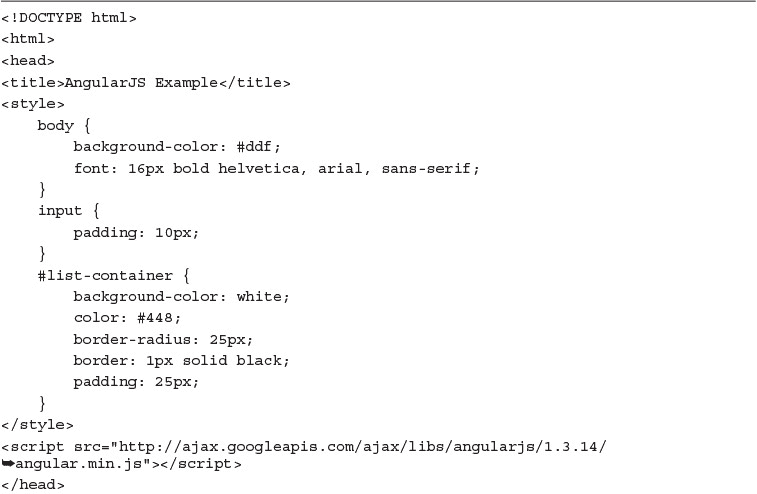 <!DOCTYPE html>
<html>
<head>
<title>AngularJS Example</title>
<style>
    body {
        background-color: #ddf;
        font: 16px bold helvetica, arial, sans-serif;
    }
    input {
        padding: 10px;
    }
    #list-container {
        background-color: white;
        color: #448;
        border-radius: 25px;
        border: 1px solid black;
        padding: 25px;
    }
</style>
<script src="http://ajax.googleapis.com/ajax/libs/angularjs/1.3.14/
➥angular.min.js"></script>
</head>